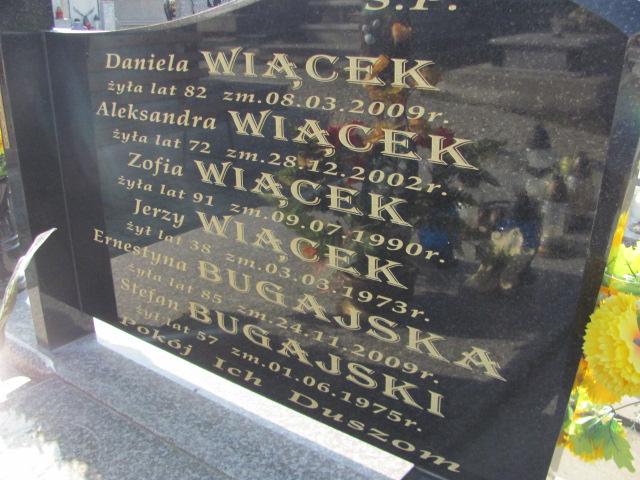 Ś.P.
Daniela WIĄCEK
żyła lat 82 zm.08.03.2009r.
Aleksandra WIĄCEK
żyła lat 72 zm.28.12.2002r.
Zofia WIĄCEK
żyła lat 91 zm.09.07.1990r.
Jerzy WIĄCEK
żył lat 38 zm.03.03.1973r.
Ernestyna BUGAJSKA
żyła lat 85 zm.24.11.2009r.
Stefan BUGAJSKI
żył lat 57 zm.01.06.1975r.
Pokój Ich Duszom